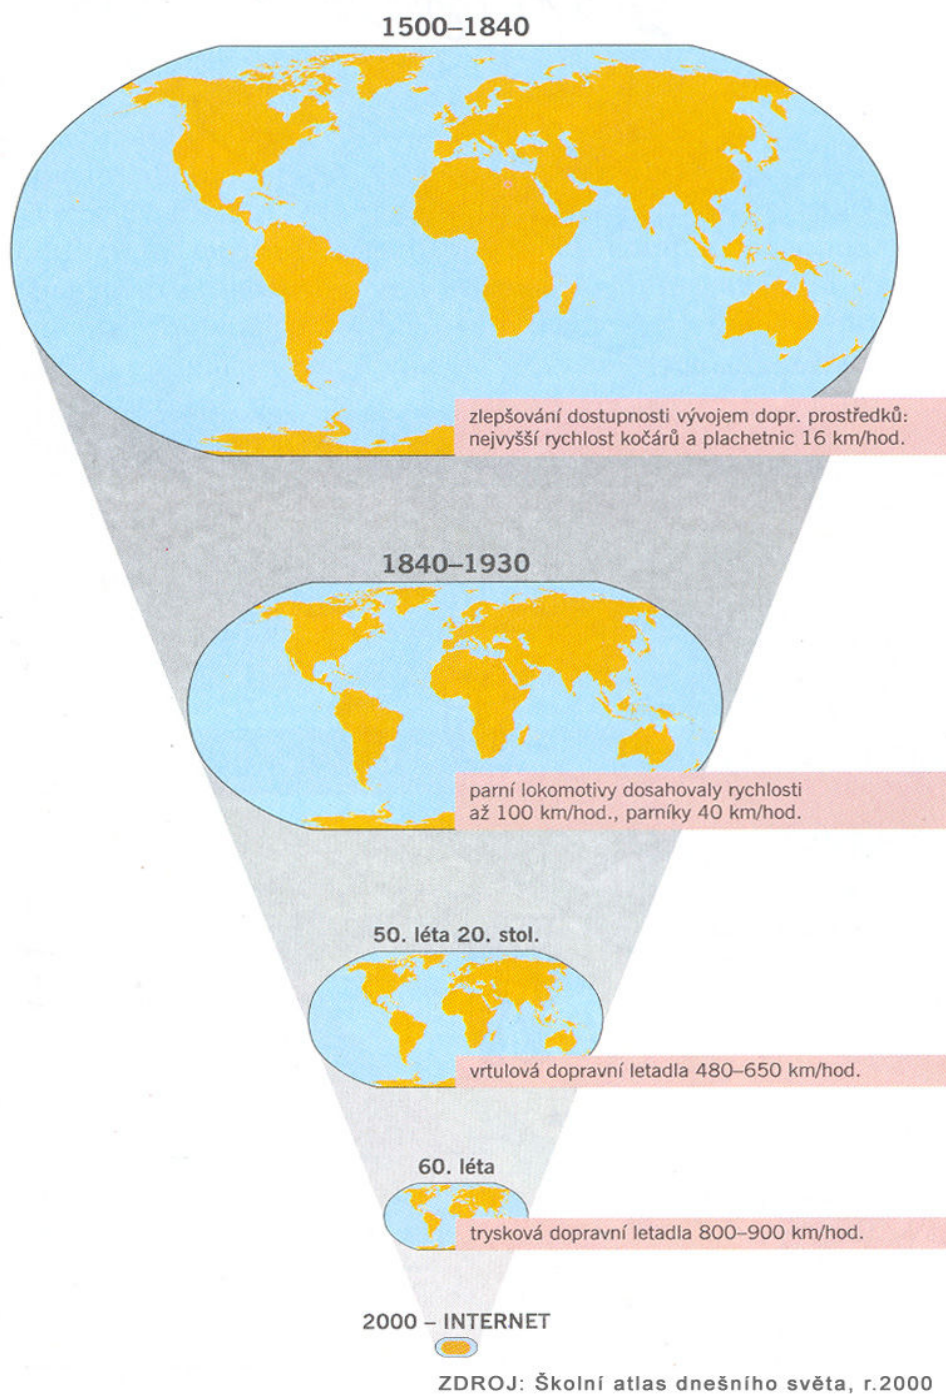 1500–1840
zlepšování dostupnosti vývojem dopr. prostředků:
nejvyšší rychlost kočárů a plachetnic 16 km/hod.
1840–1930
parní lokomotivy dosahovaly rychlosti
až 100 km/hod., parníky 40 km/hod.
50. léta 20. stol.
vrtulová dopravní letadla 480–650 km/hod.
60. léta
trysková dopravní letadla 800–900 km/hod.
2000 – INTERNET
ZDROJ: Školní atlas dnešního světa, r.2000